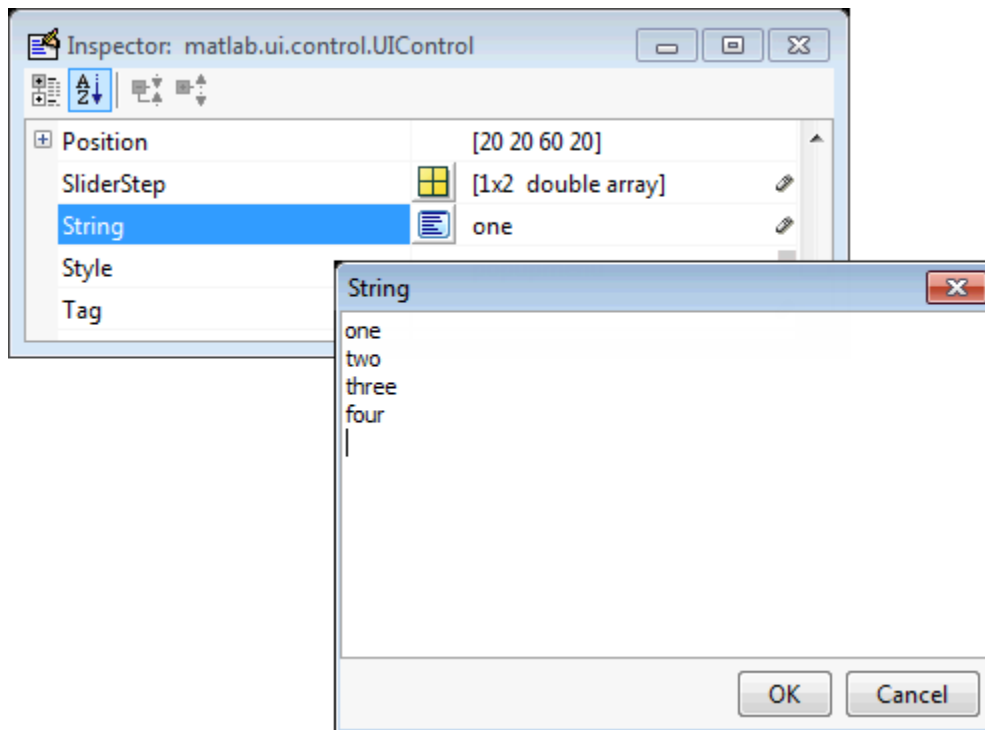 Inspector: matlab.ui.control.UIControl
Position [20 20 60 20]
SliderStep [1x2 double array]
String one
Style
Tag
String
one
two
three
four
OK Cancel